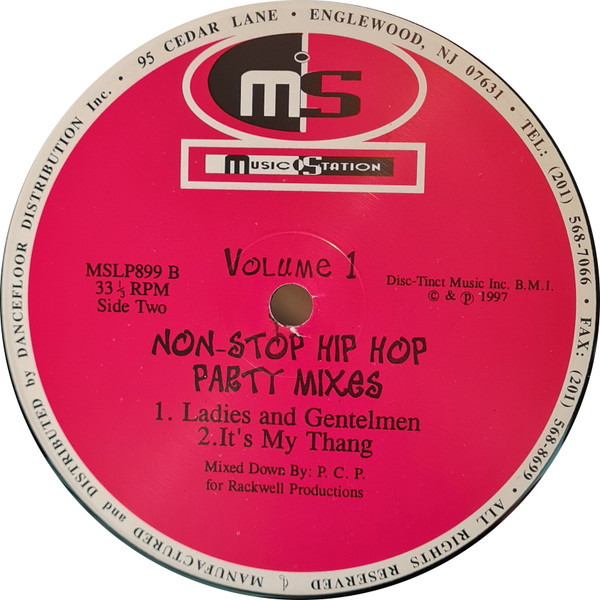 MANUFACTURED and DISTRIBUTED by DANCEFLOOR DISTRIBUTION Inc. • 95 CEDAR LANE • ENGLEWOOD, NJ 07631 • TEL: (201) 568-7066 • FAX: (201) 568-8699 • ALL RIGHTS RESERVED
mS
MUSIC STATION
VOLUME 1
MSLP899 B
33 1/3 RPM
Side Two
Disc-Tinct Music Inc. B.M.I.
© & ℗ 1997
NON-STOP HIP HOP
PARTY MIXES
1. Ladies and Gentelmen
2.It's My Thang
Mixed Down By: P. C. P.
for Rackwell Productions